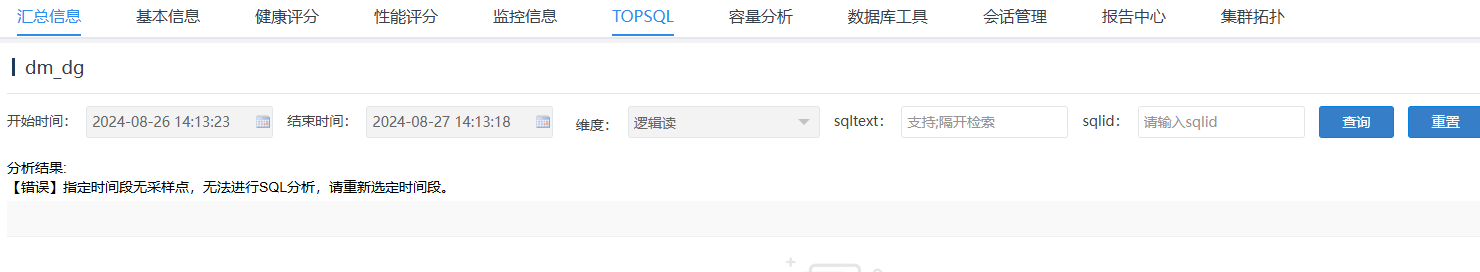 汇总信息 基本信息 健康评分 性能评分 监控信息 TOPSQL 容量分析 数据库工具 会话管理 报告中心 集群拓扑
dm_dg
开始时间： 2024-08-26 14:13:23 结束时间： 2024-08-27 14:13:18 维度： 逻辑读 sqltext： 支持;隔开检索 sqlid： 请输入sqlid 查询 重置
分析结果:
【错误】指定时间段无采样点，无法进行SQL分析，请重新选定时间段。